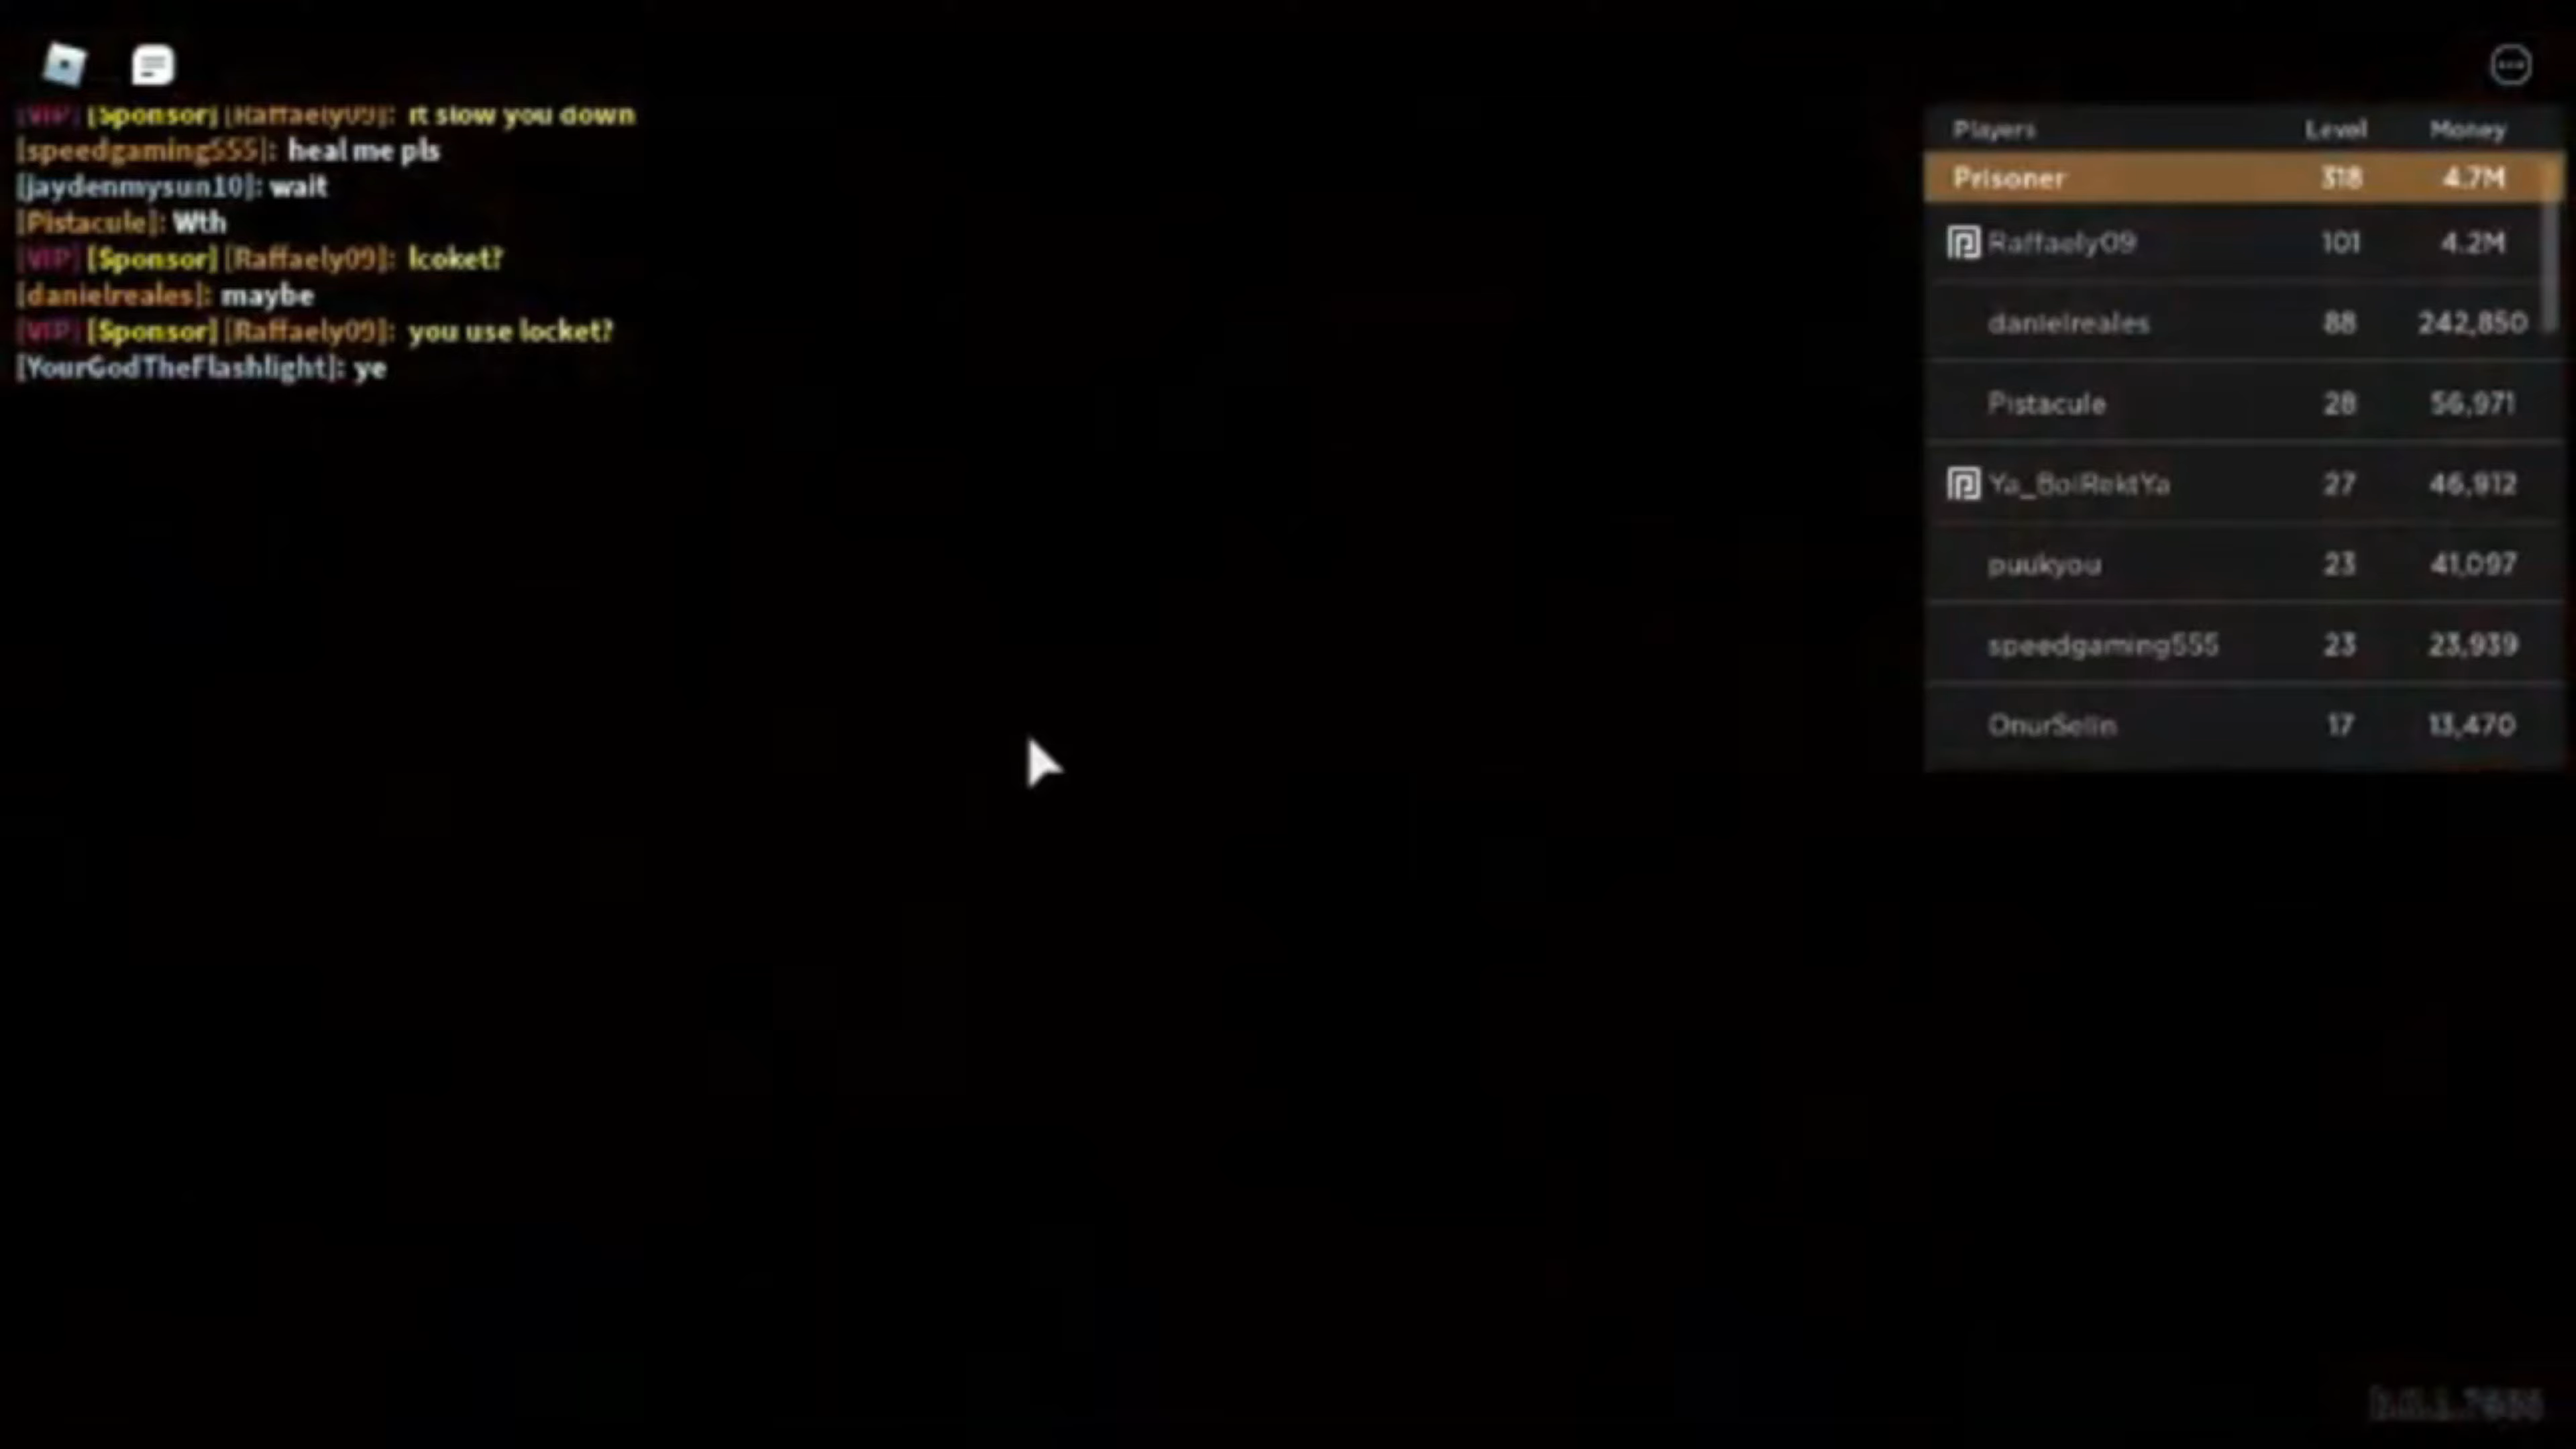 [VIP] [Sponsor] [Raffaely09]: it slow you down
[speedgaming555]: heal me pls
[jaydenmysun10]: wait
[Pistacule]: Wth
[VIP] [Sponsor] [Raffaely09]: lcoket?
[danielreales]: maybe
[VIP] [Sponsor] [Raffaely09]: you use locket?
[YourGodTheFlashlight]: ye
Players Level Money
Prisoner 318 4.7M
Raffaely09 101 4.2M
danielreales 88 242,850
Pistacule 28 56,971
Ya_BoiRektYa 27 46,912
puukyou 23 41,097
speedgaming555 23 23,939
OnurSelin 17 13,470